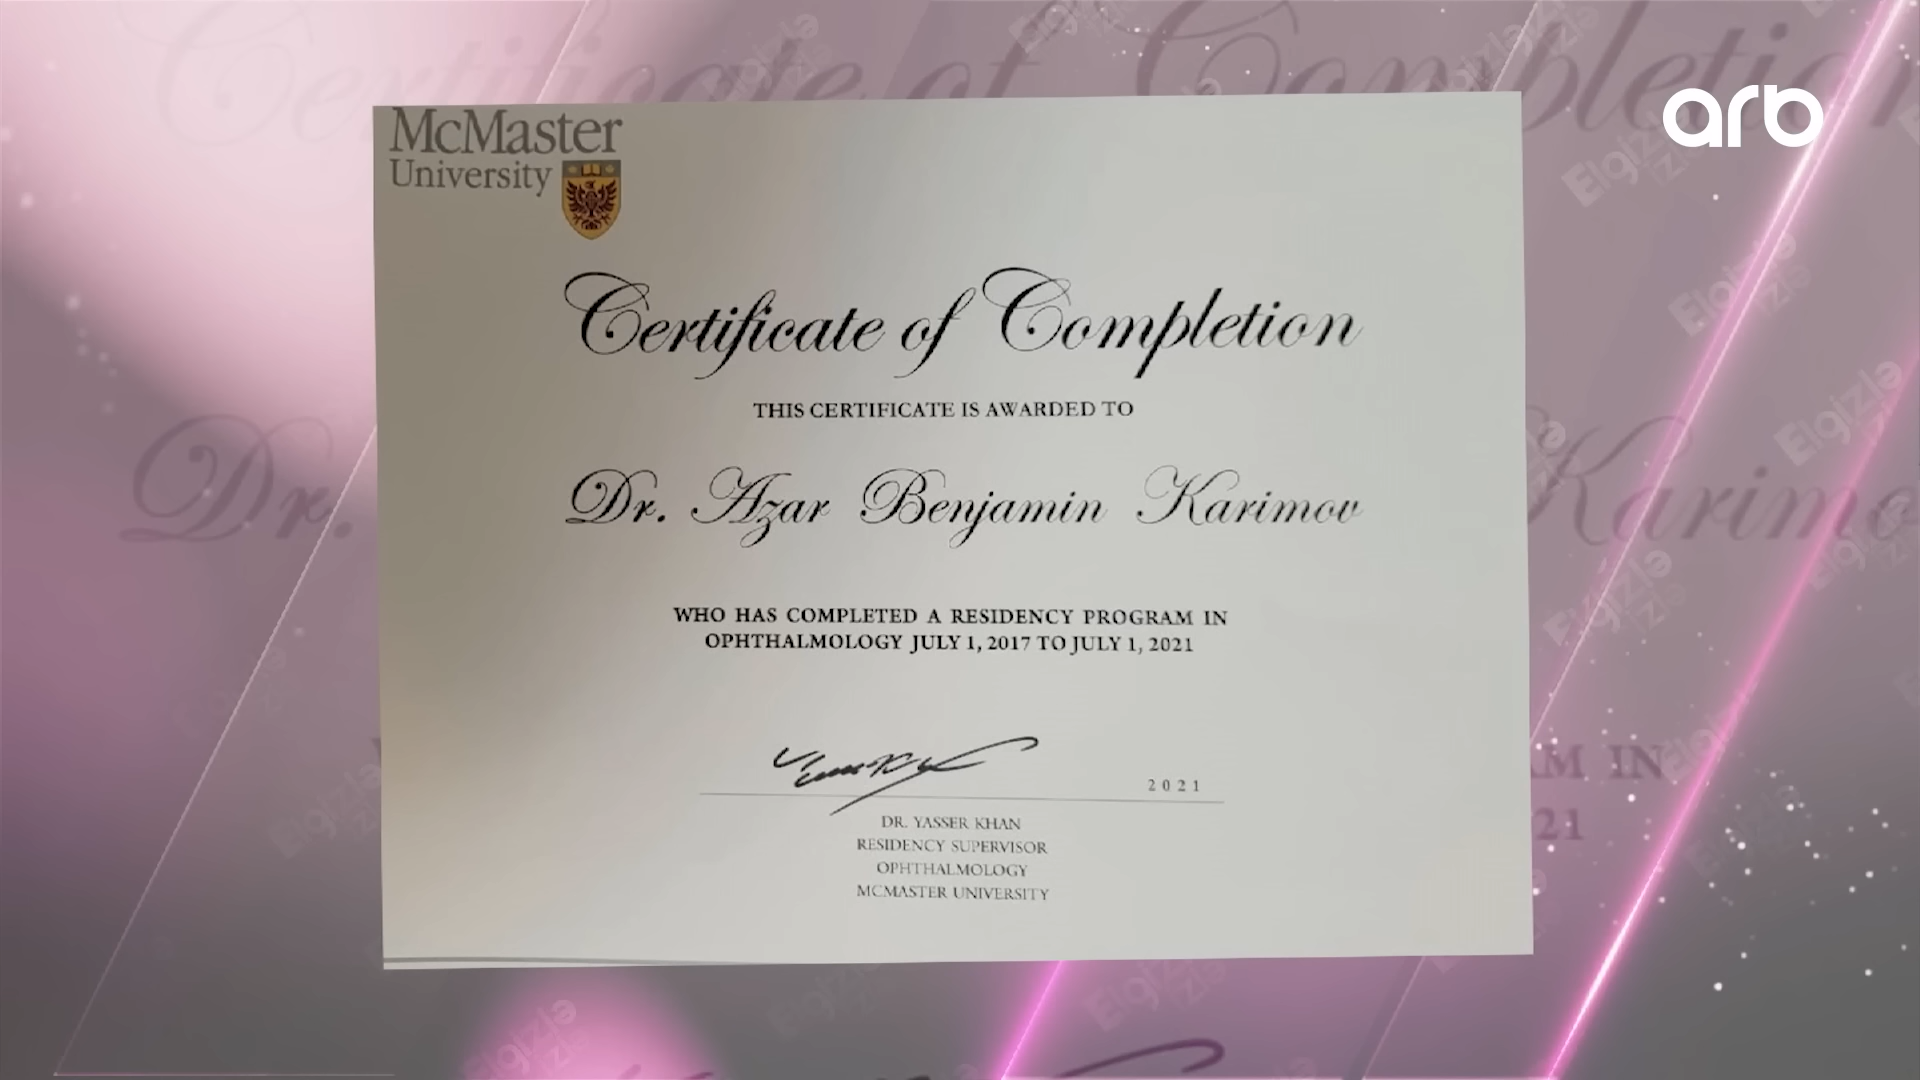 arb
McMaster
University
Certificate of Completion
THIS CERTIFICATE IS AWARDED TO
Dr. Azar Benjamin Karimov
WHO HAS COMPLETED A RESIDENCY PROGRAM IN
OPHTHALMOLOGY JULY 1, 2017 TO JULY 1, 2021
2021
DR. YASSER KHAN
RESIDENCY SUPERVISOR
OPHTHALMOLOGY
MCMASTER UNIVERSITY
Elgizlə